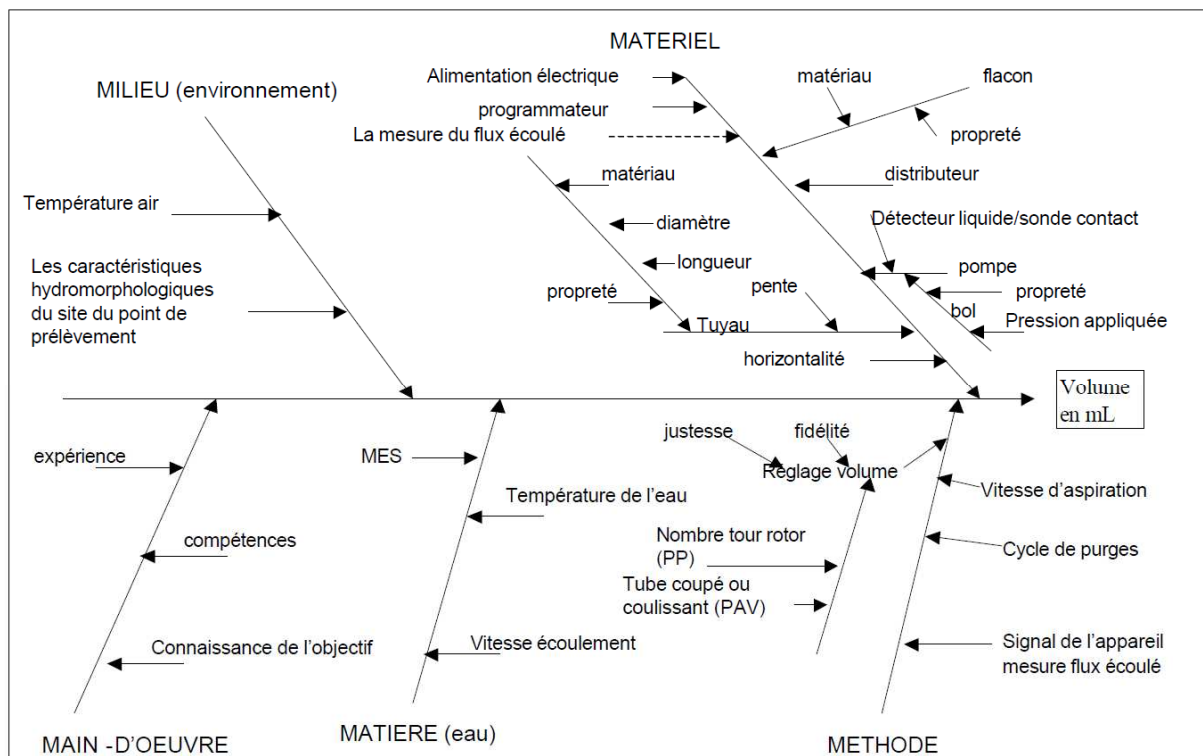 MATERIEL
Alimentation électrique
matériau
flacon
MILIEU (environnement)
programmateur
La mesure du flux écoulé
propreté
matériau
distributeur
Température air
diamètre
Détecteur liquide/sonde contact
Les caractéristiques
hydromorphologiques
du site du point de
prélèvement
longueur
pompe
propreté
pente
propreté
bol
Pression appliquée
Tuyau
horizontalité
Volume
en mL
justesse
fidélité
expérience
MES
Réglage volume
Température de l'eau
Vitesse d'aspiration
compétences
Nombre tour rotor
(PP)
Cycle de purges
Tube coupé ou
coulissant (PAV)
Connaissance de l'objectif
Vitesse écoulement
Signal de l'appareil
mesure flux écoulé
MAIN -D'OEUVRE
MATIERE (eau)
METHODE